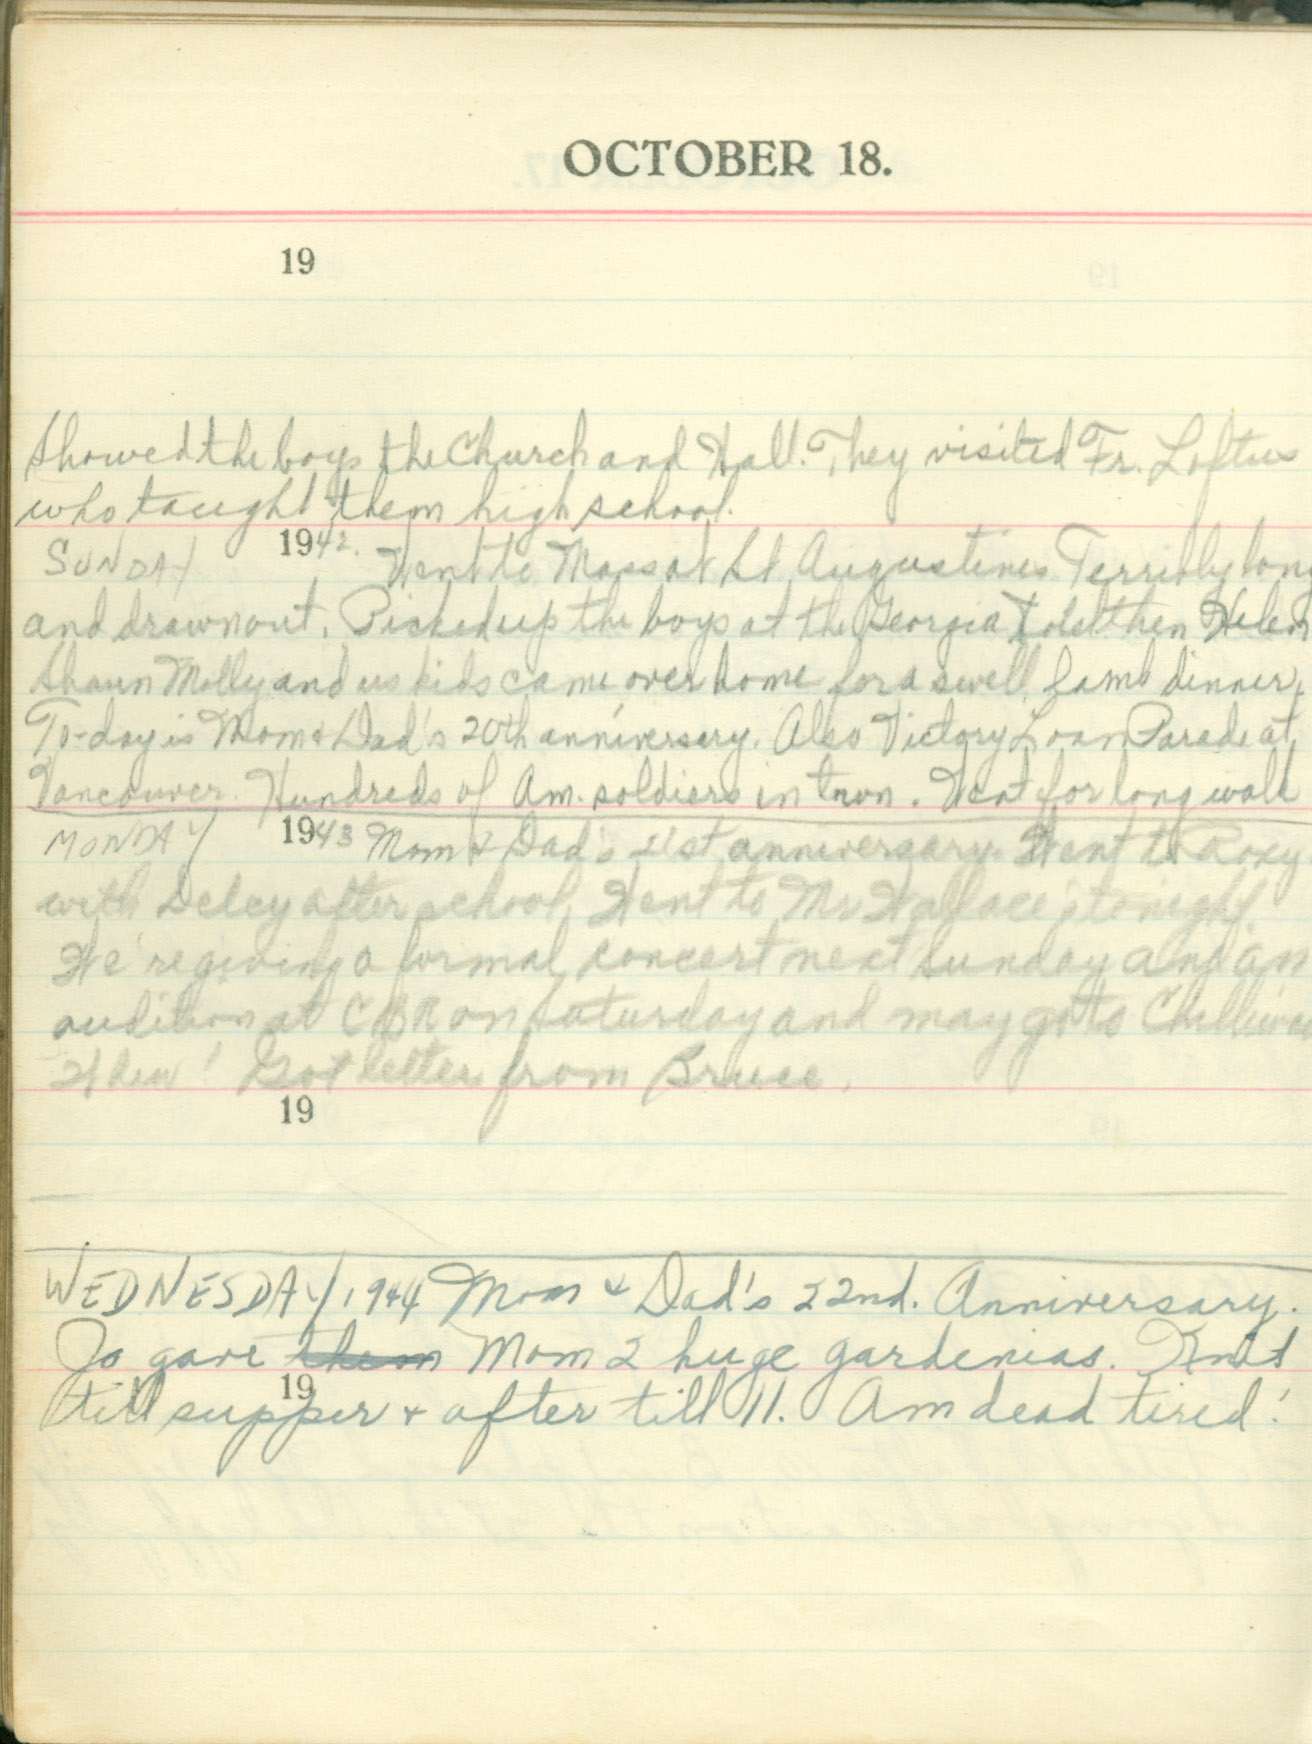 OCTOBER 18.
19
Showed the boys the Church and Hall. They visited Fr. Loftus
who taught them high school.
SUNDAY 1942. Went to Mass at St Augustines. Terribly long
and drawnout. Picked up the boys at the Georgia then Helen
Shaun Molly and us kids came over home for a swell lamb dinner.
To-day is Mom & Dad's 20th anniversary. Also Victory Loan Parade at
Vancouver. Hundreds of Am. soldiers in town. Went for long walk
MONDAY 1943 Mom & Dad's 21st anniversary. Went to Roxy
with Delcy after school. Went to Mr Wallace tonight.
We're giving a formal concert next Sunday and an
audition at CBR on Saturday and may go to Chilliwa
Whew! Got letter from Bruce.
19
WEDNESDAY, 1944 Mom & Dad's 22nd. Anniversary.
Jo gave them Mom 2 huge gardenias. Knit
19
till supper & after till 11. Am dead tired!